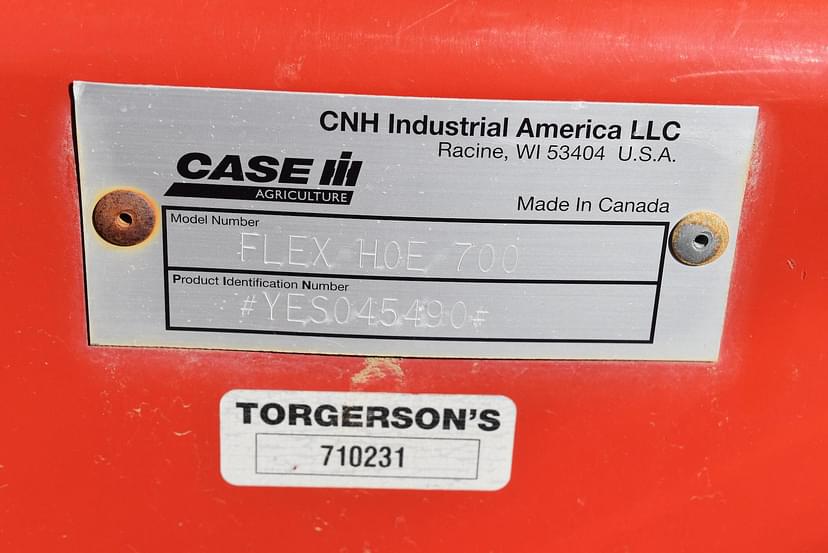 CNH Industrial America LLC
Racine, WI 53404 U.S.A.
CASE IH
AGRICULTURE
Made In Canada
Model Number
FLEX HOE 700
Product Identification Number
#YES045490#
TORGERSON'S
710231